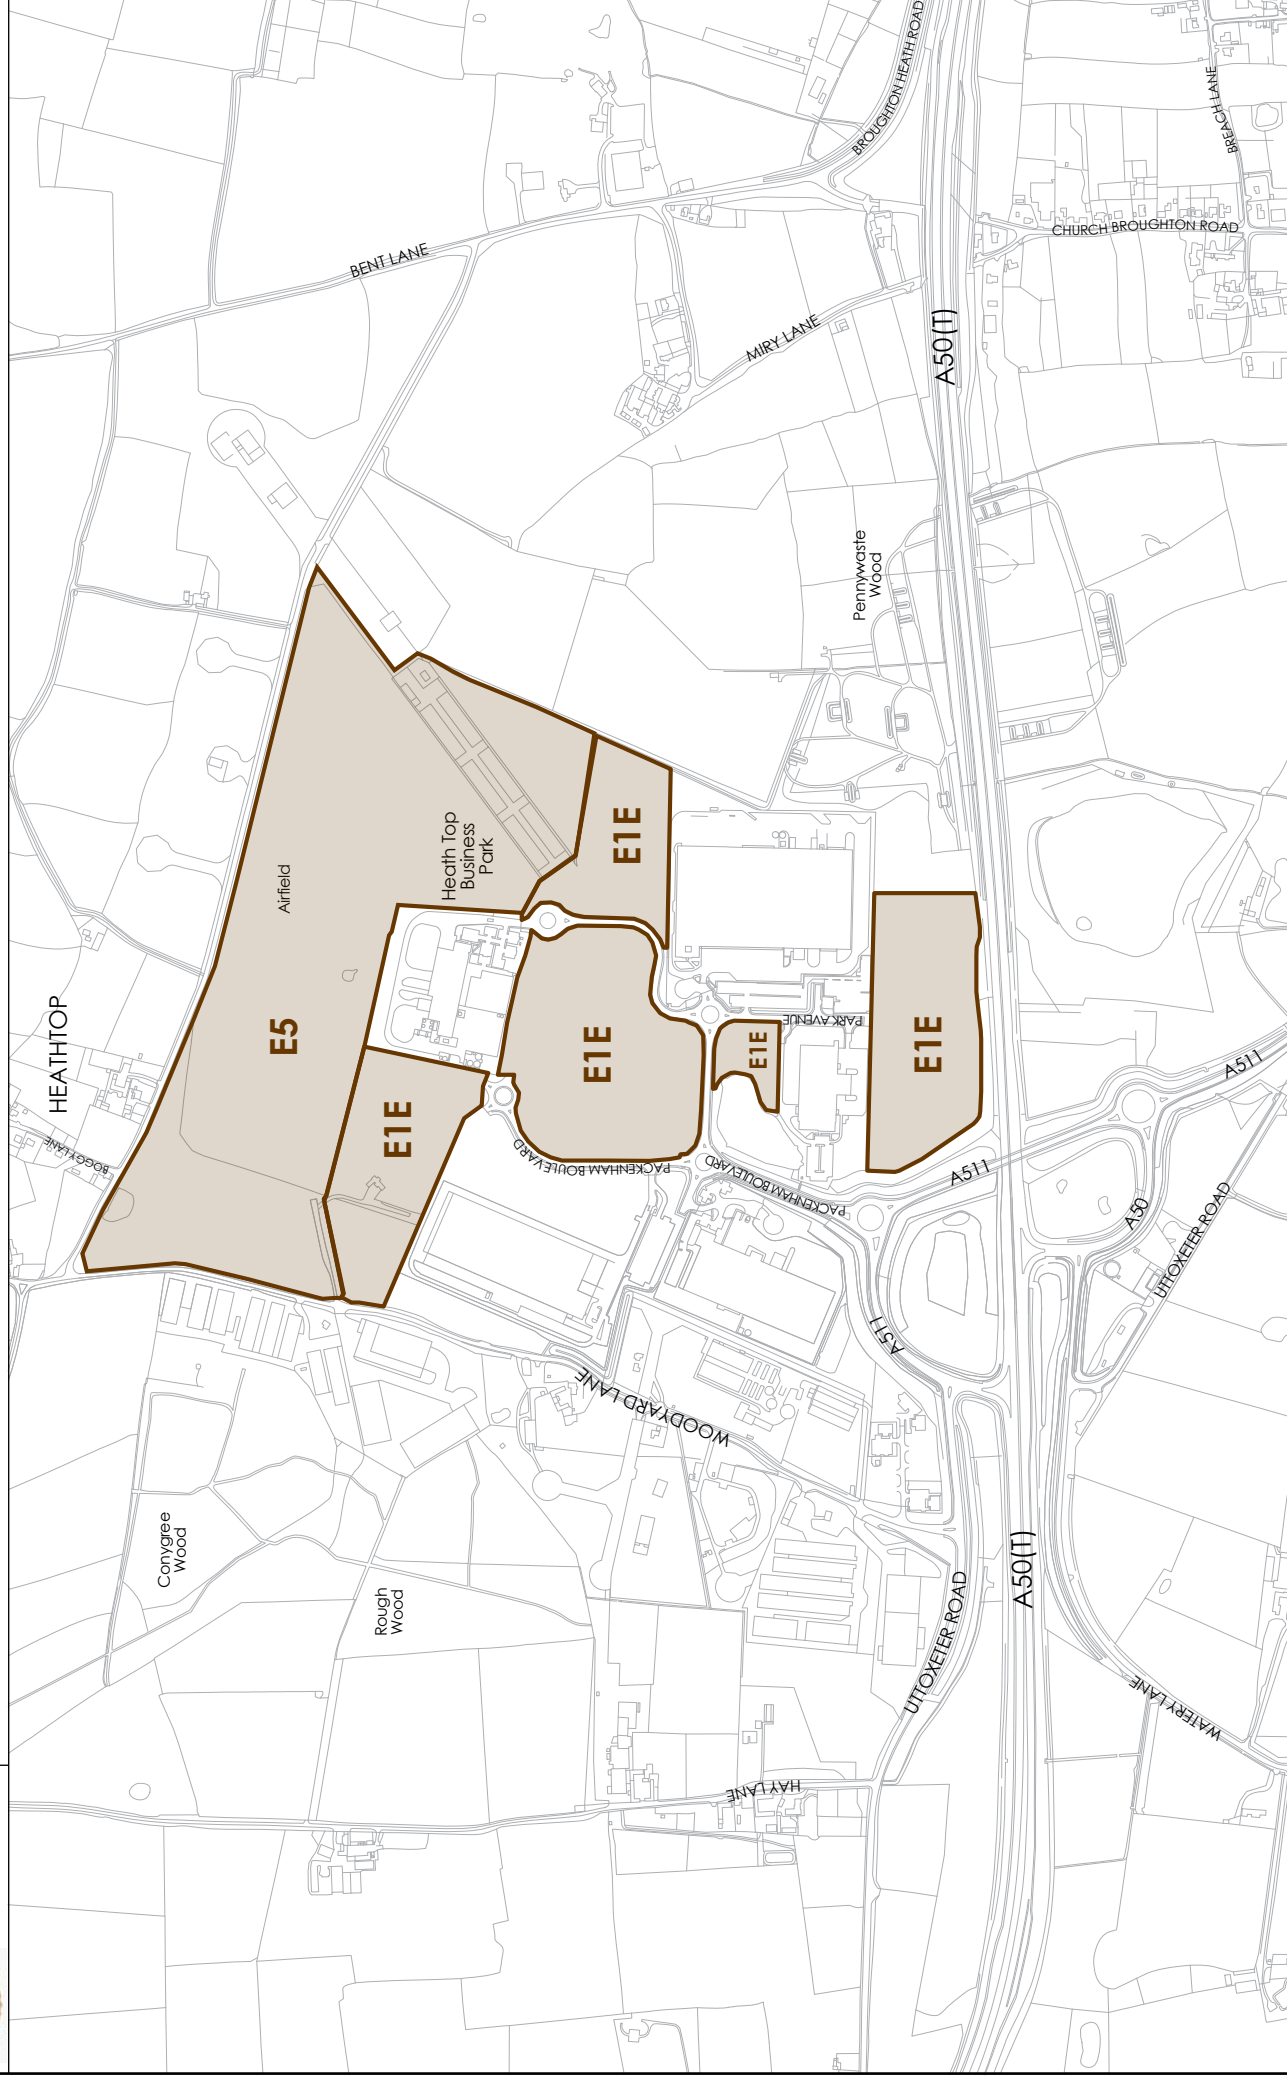 HEATHTOP
BOGGY LANE
Airfield
E5
Heath Top
Business
Park
BENT LANE
BROUGHTON HEATH ROAD
BREACH LANE
CHURCH BROUGHTON ROAD
MIRY LANE
A50(T)
Pennywaste
Wood
E1E
E1E
E1E
E1E
E1E
PARK AVENUE
PACKENHAM BOULEVARD
PACKENHAM BOULEVARD
PACKENHAM BOULEVARD
A511
A511
A511
A50
UTTOXETER ROAD
WOODYARD LANE
Conygree
Wood
Rough
Wood
A50(T)
UTTOXETER ROAD
WATERY LANE
HAY LANE